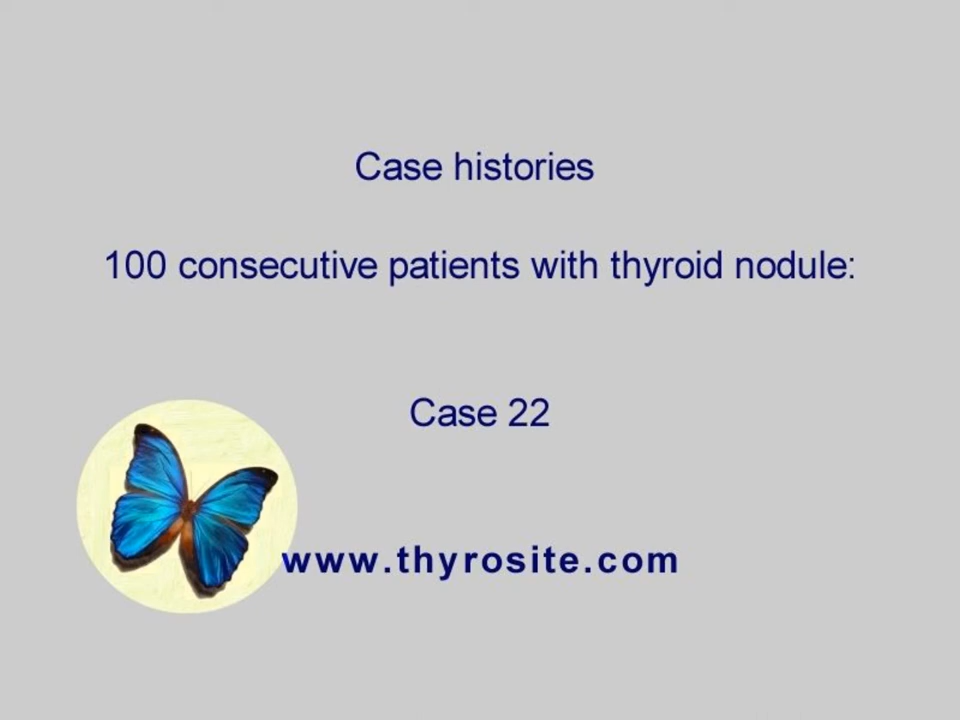 Case histories
100 consecutive patients with thyroid nodule:
Case 22
www.thyrosite.com